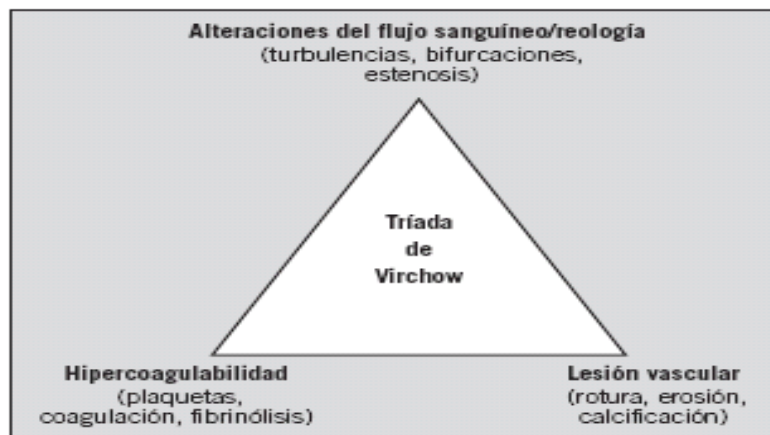 Alteraciones del flujo sanguíneo/reología
(turbulencias, bifurcaciones,
estenosis)
Tríada
de
Virchow
Hipercoagulabilidad
(plaquetas,
coagulación, fibrinólisis)
Lesión vascular
(rotura, erosión,
calcificación)